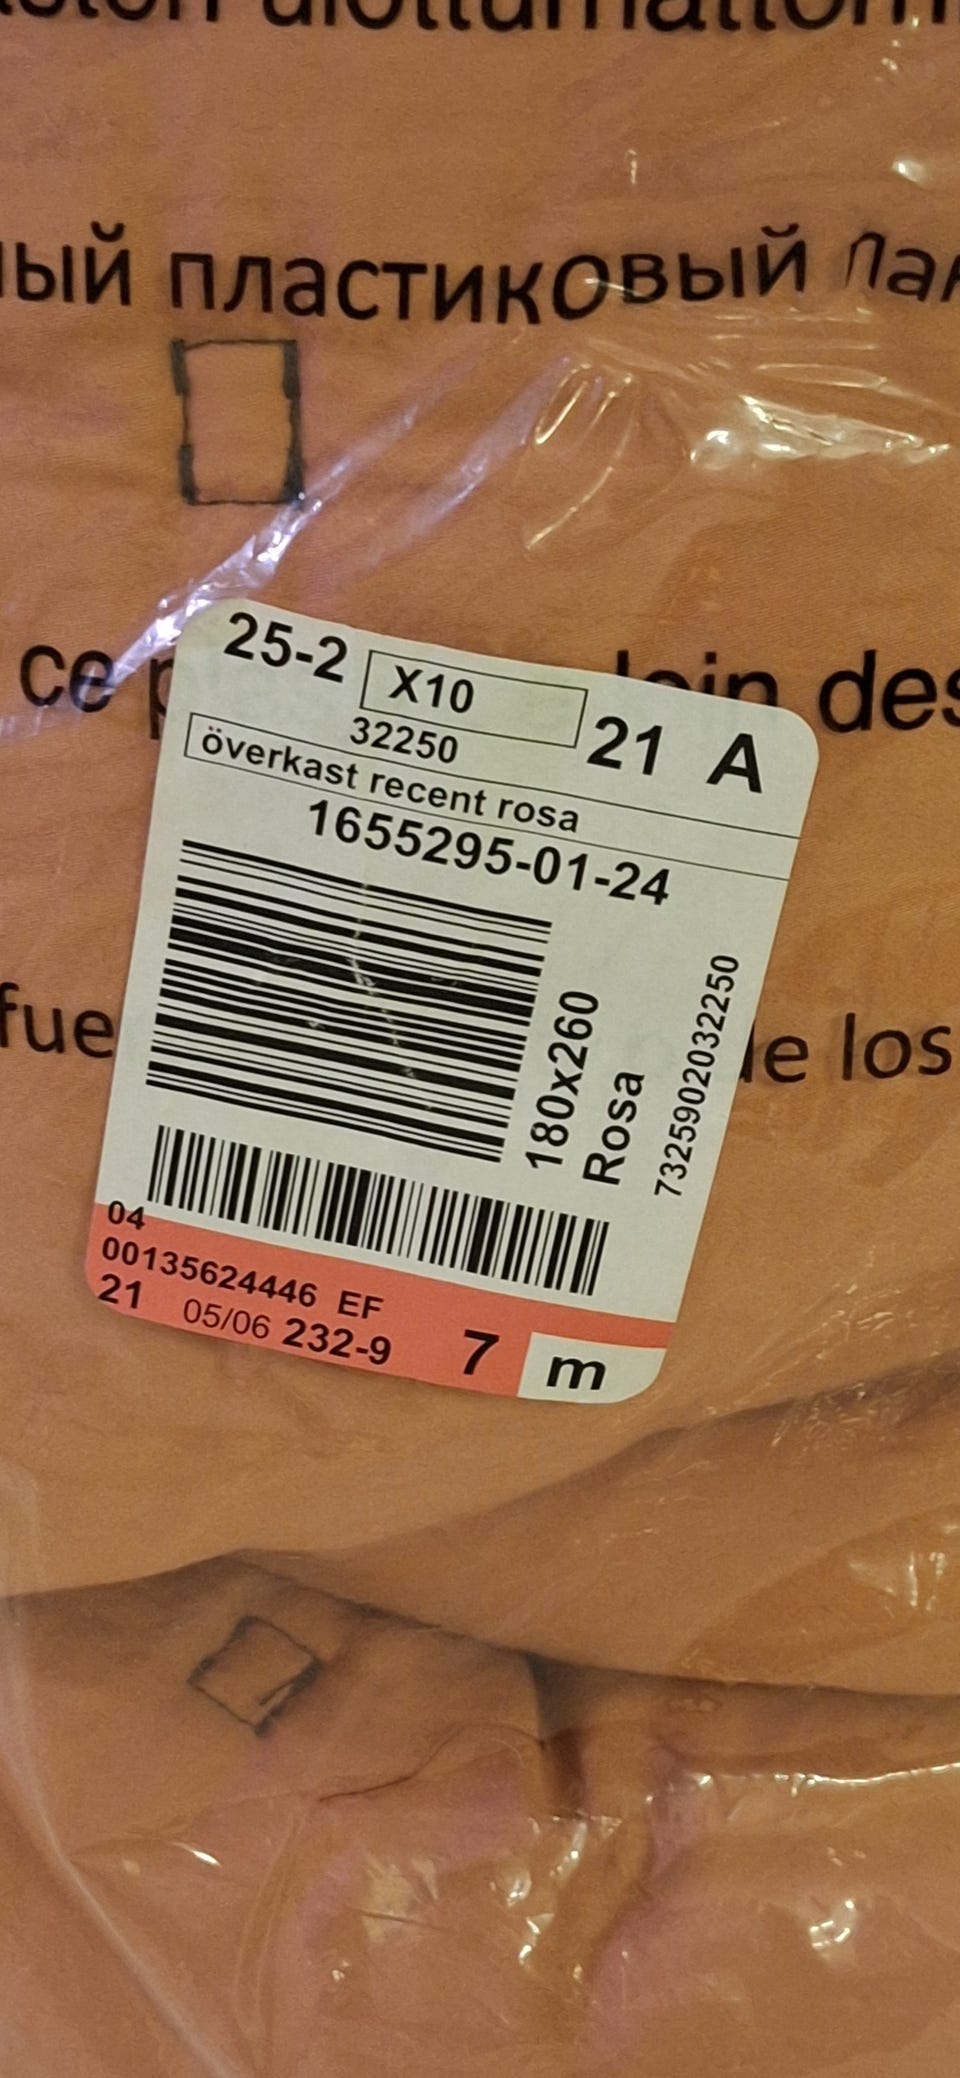 ный пластиковый
ce
des
25-2 X10
32250
21 A
överkast recent rosa
1655295-01-24
180x260
Rosa
7325902032250
fue
de los
04
00135624446 EF
21 05/06 232-9 7 m